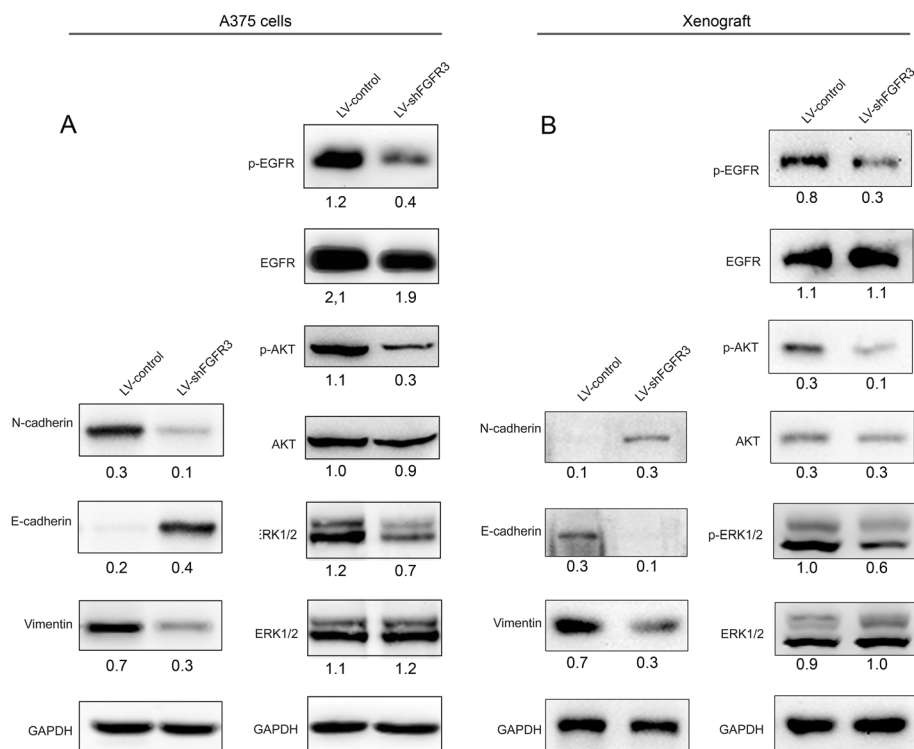 A375 cells
Xenograft
A
B
LV-control LV-shFGFR3
p-EGFR
1.2 0.4
EGFR
2,1 1.9
p-AKT
1.1 0.3
LV-control LV-shFGFR3
N-cadherin
0.3 0.1
AKT
1.0 0.9
E-cadherin
0.2 0.4
:RK1/2
1.2 0.7
Vimentin
0.7 0.3
ERK1/2
1.1 1.2
GAPDH
GAPDH
LV-control LV-shFGFR3
p-EGFR
0.8 0.3
EGFR
1.1 1.1
p-AKT
0.3 0.1
LV-control LV-shFGFR3
N-cadherin
0.1 0.3
AKT
0.3 0.3
E-cadherin
0.3 0.1
p-ERK1/2
1.0 0.6
Vimentin
0.7 0.3
ERK1/2
0.9 1.0
GAPDH
GAPDH